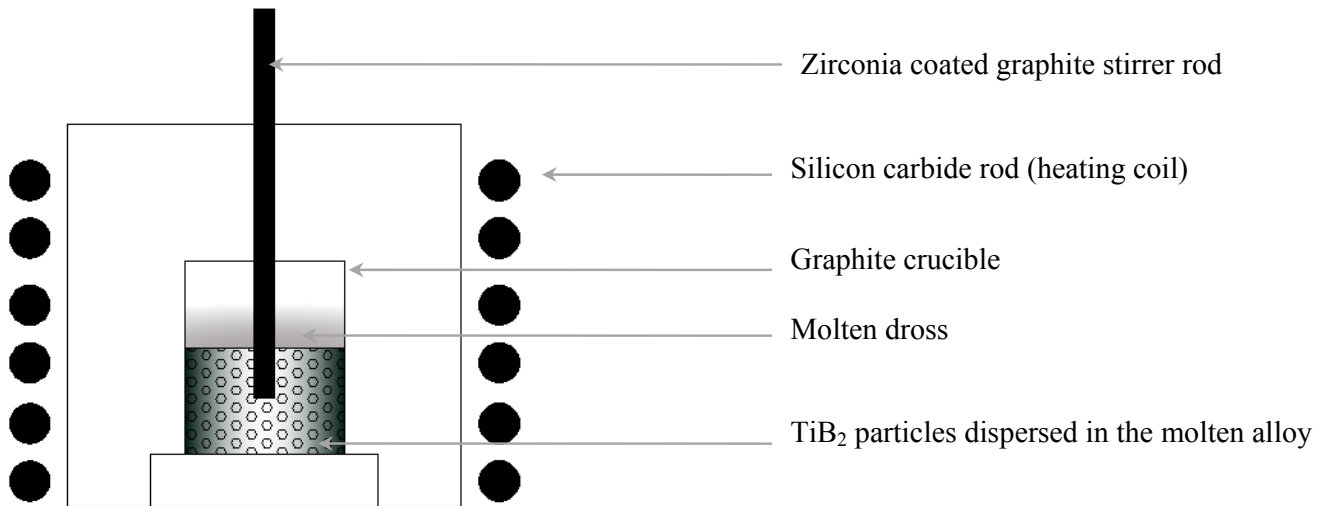 Zirconia coated graphite stirrer rod
Silicon carbide rod (heating coil)
Graphite crucible
Molten dross
TiB₂ particles dispersed in the molten alloy